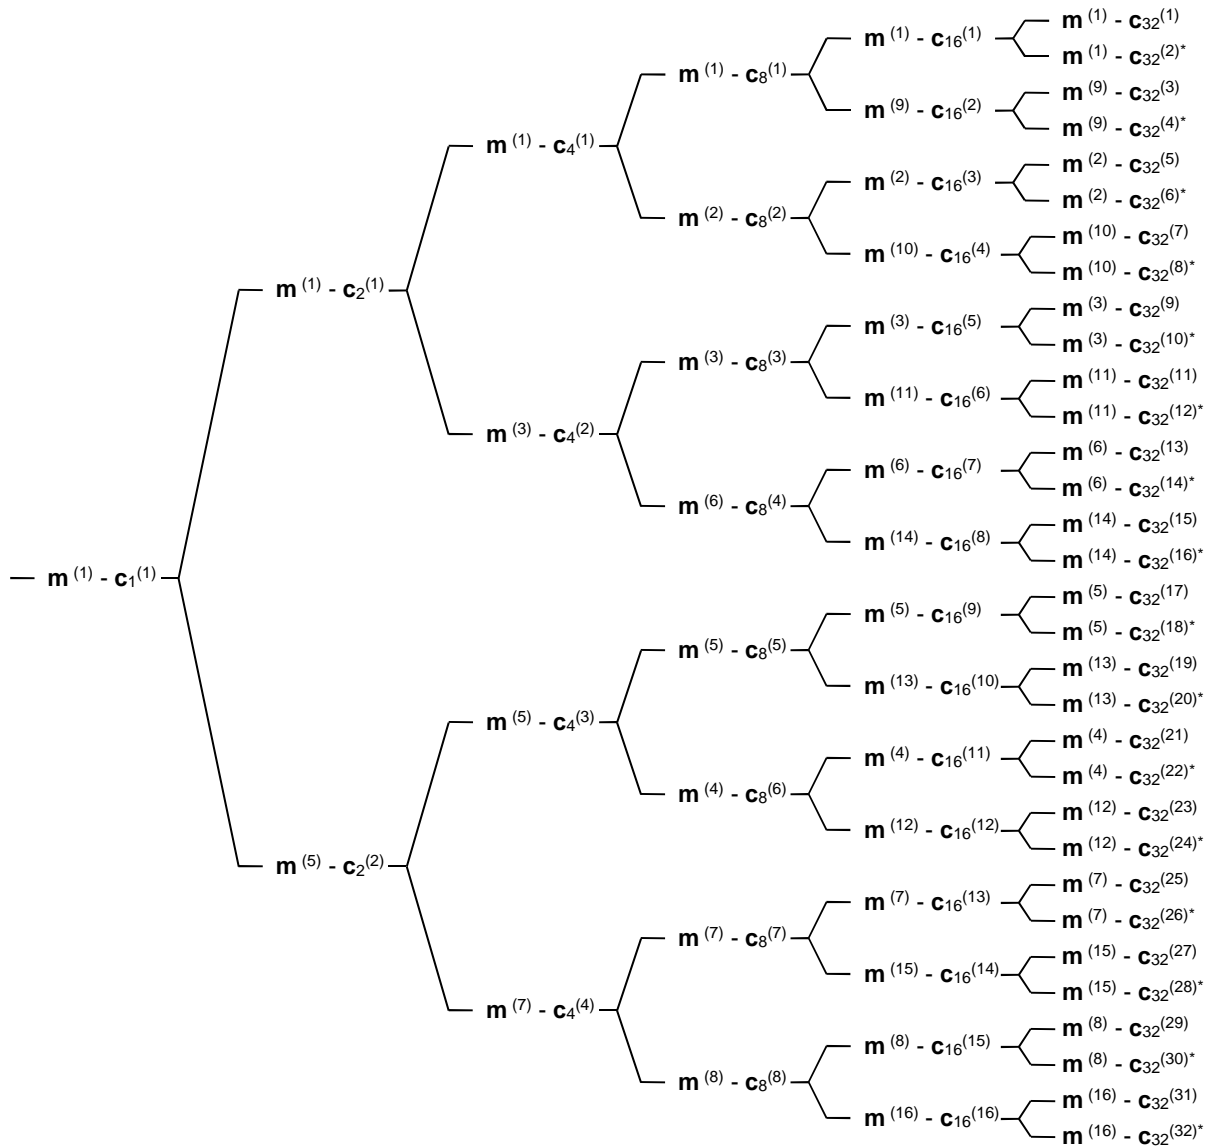 m (1) - c32(1)
m (1) - c16(1)
m (1) - c32(2)*
m (1) - c8(1)
m (9) - c32(3)
m (9) - c16(2)
m (9) - c32(4)*
m (1) - c4(1)
m (2) - c32(5)
m (2) - c16(3)
m (2) - c32(6)*
m (2) - c8(2)
m (10) - c32(7)
m (10) - c16(4)
m (10) - c32(8)*
m (1) - c2(1)
m (3) - c32(9)
m (3) - c16(5)
m (3) - c32(10)*
m (3) - c8(3)
m (11) - c32(11)
m (11) - c16(6)
m (11) - c32(12)*
m (3) - c4(2)
m (6) - c32(13)
m (6) - c16(7)
m (6) - c32(14)*
m (6) - c8(4)
m (14) - c32(15)
m (14) - c16(8)
m (14) - c32(16)*
m (1) - c1(1)
m (5) - c32(17)
m (5) - c16(9)
m (5) - c32(18)*
m (5) - c8(5)
m (13) - c32(19)
m (13) - c16(10)
m (13) - c32(20)*
m (5) - c4(3)
m (4) - c32(21)
m (4) - c16(11)
m (4) - c32(22)*
m (4) - c8(6)
m (12) - c32(23)
m (12) - c16(12)
m (12) - c32(24)*
m (5) - c2(2)
m (7) - c32(25)
m (7) - c16(13)
m (7) - c32(26)*
m (7) - c8(7)
m (15) - c32(27)
m (15) - c16(14)
m (15) - c32(28)*
m (7) - c4(4)
m (8) - c32(29)
m (8) - c16(15)
m (8) - c32(30)*
m (8) - c8(8)
m (16) - c32(31)
m (16) - c16(16)
m (16) - c32(32)*